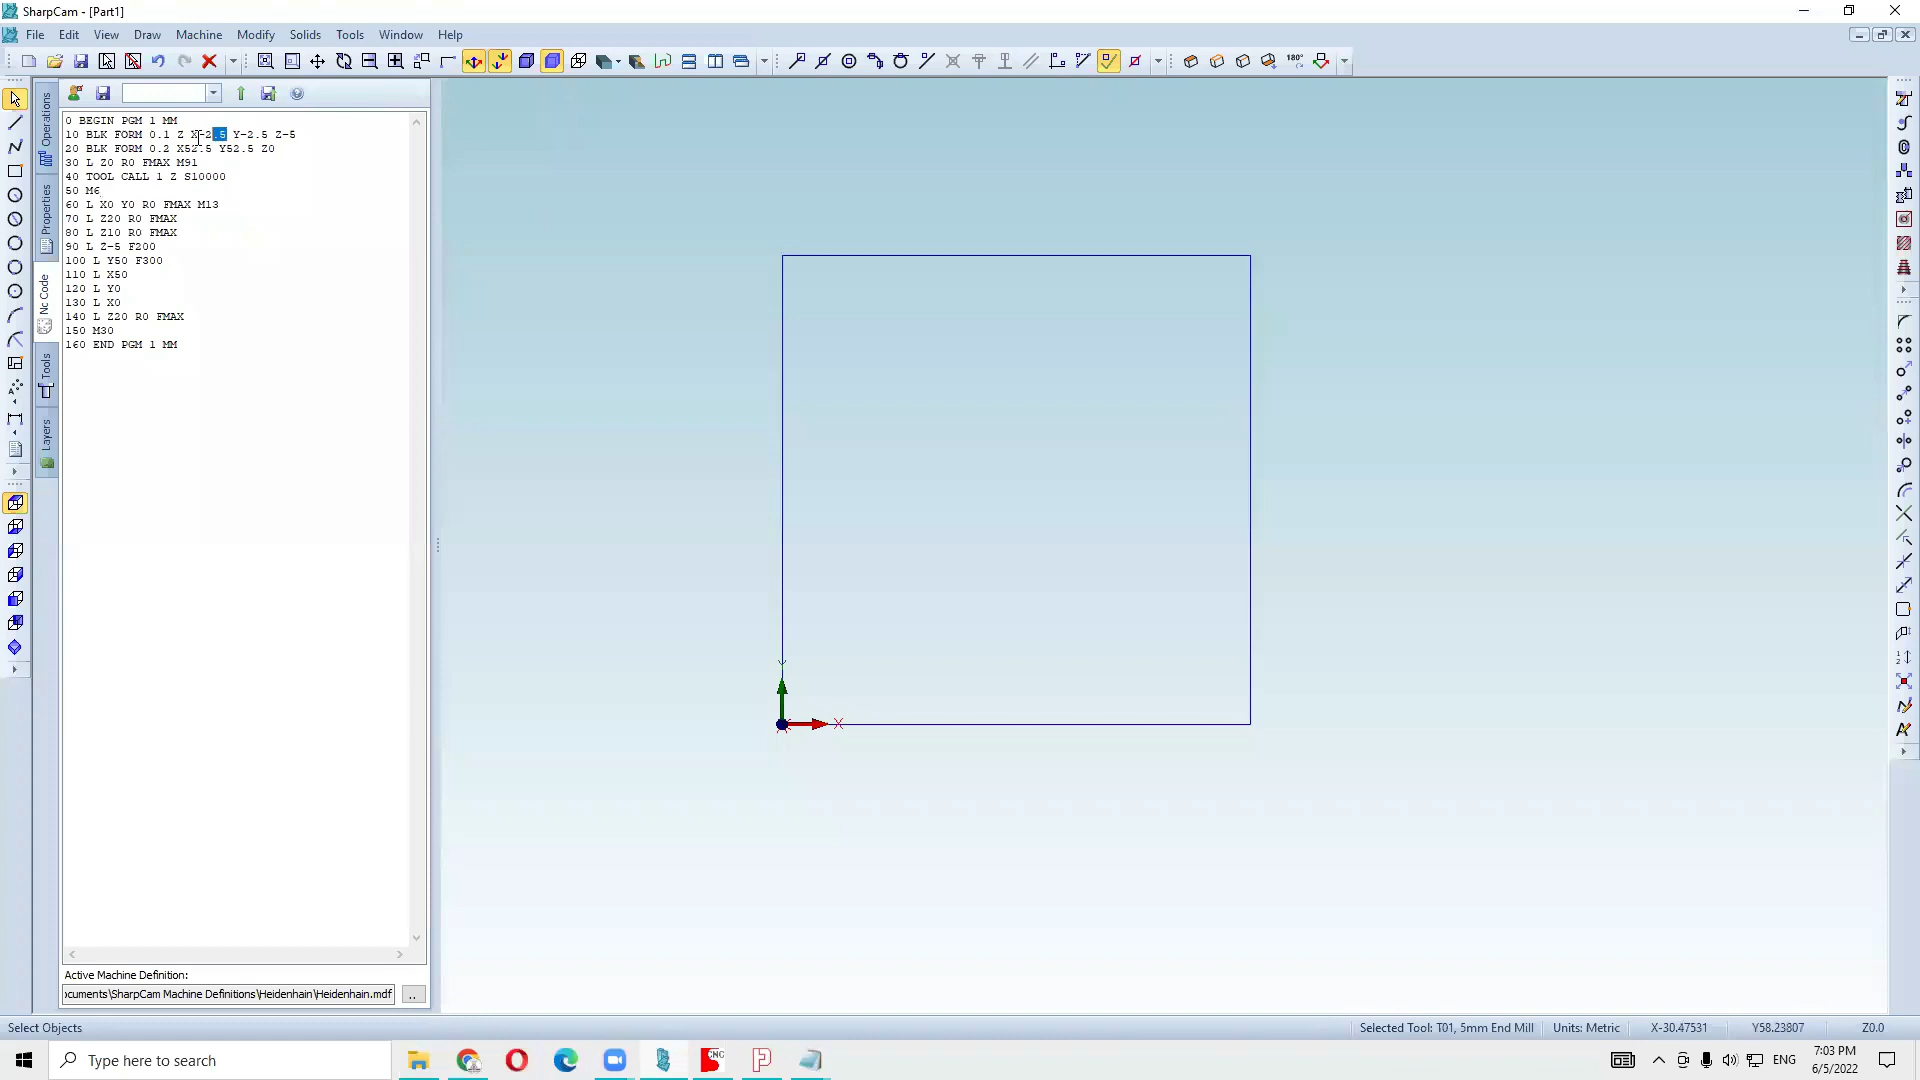 SharpCam - [Part1]
File Edit View Draw Machine Modify Solids Tools Options Window Help
180°
Operations
Properties
Nc Code
Tools
Layers
0 BEGIN PGM 1 MM
10 BLK FORM 0.1 Z X-2.5 Y-2.5 Z-5
20 BLK FORM 0.2 X52.5 Y52.5 Z0
30 L Z0 R0 FMAX M91
40 TOOL CALL 1 Z S10000
50 M6
60 L X0 Y0 R0 FMAX M13
70 L Z20 R0 FMAX
80 L Z10 R0 FMAX
90 L Z-5 F200
100 L Y50 F300
110 L X50
120 L Y0
130 L X0
140 L Z20 R0 FMAX
150 M30
160 END PGM 1 MM
Y
X
Active Machine Definition:
ocuments\SharpCam Machine Definitions\Heidenhain\Heidenhain.mdf
..
Select Objects
Selected Tool: T01, 5mm End Mill Units: Metric X-30.47531 Y58.23807 Z0.0
Type here to search
CNC
ENG
7:03 PM
6/5/2022